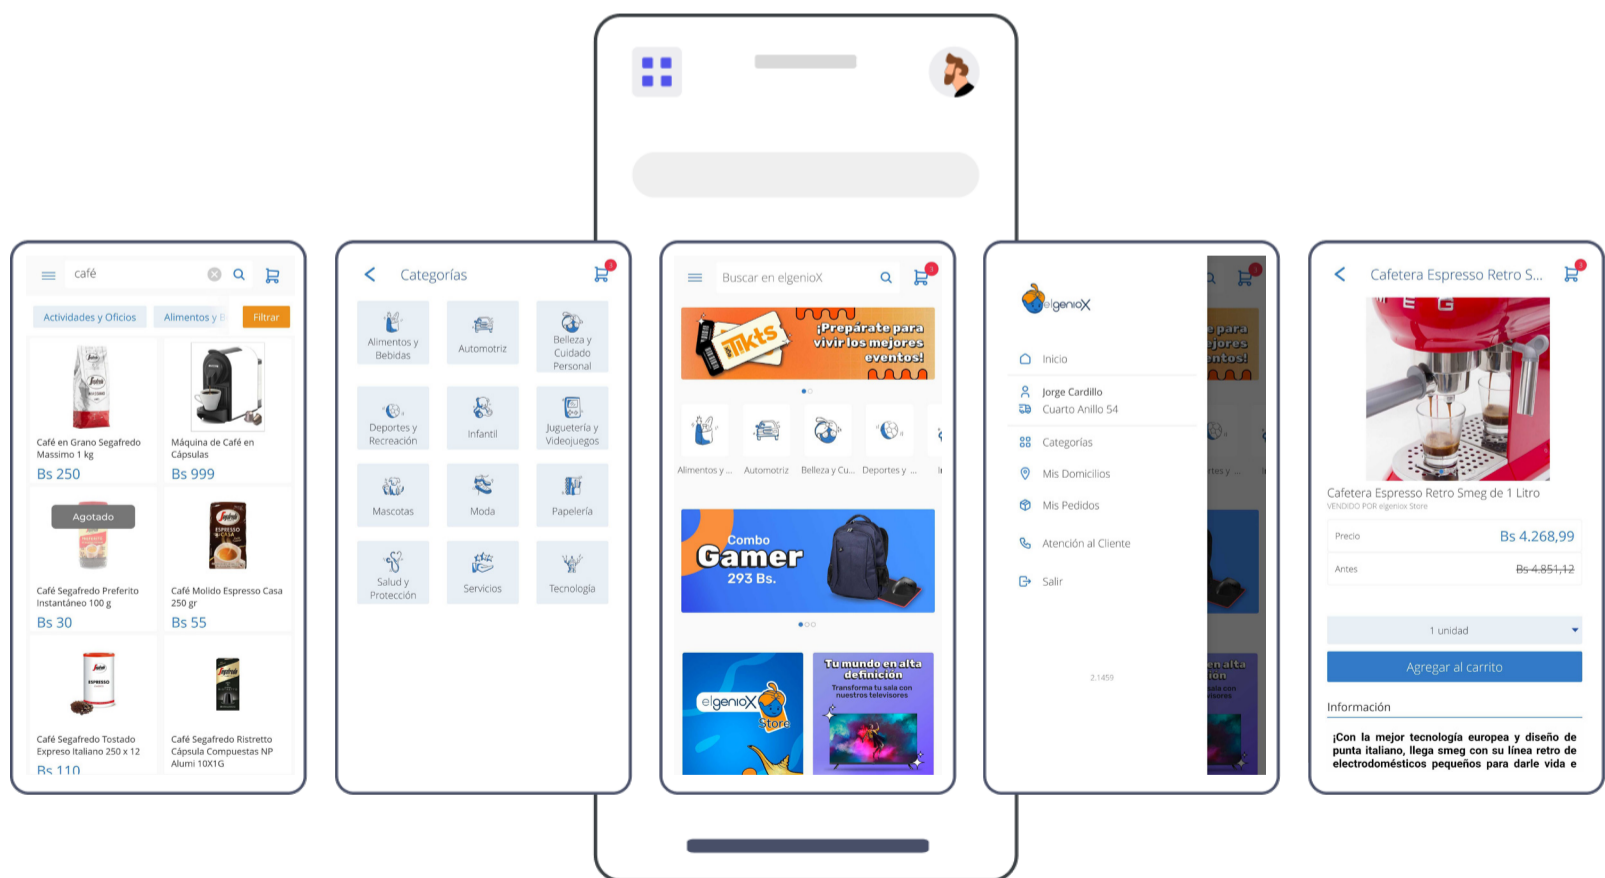 café
Actividades y Oficios
Alimentos y
Filtrar
Café en Grano Segafredo
Massimo 1 kg
Bs 250
Máquina de Café en
Cápsulas
Bs 999
Agotado
Café Segafredo Preferito
Instantáneo 100 g
Bs 30
Café Molido Espresso Casa
250 gr
Bs 55
Café Segafredo Tostado
Expreso Italiano 250 x 12
Bs 110
Café Segafredo Ristretto
Cápsula Compuestas NP
Alumi 10X1G
Categorías
3
Alimentos y
Bebidas
Automotriz
Belleza y
Cuidado
Personal
Deportes y
Recreación
Infantil
Juguetería y
Videojuegos
Mascotas
Moda
Papelería
Salud y
Protección
Servicios
Tecnología
Buscar en elgenioX
3
Tikts
¡Prepárate para
vivir los mejores
eventos!
Alimentos y ...
Automotriz
Belleza y Cu...
Deportes y ...
Combo
Gamer
293 Bs.
elgenioX
Store
Tu mundo en alta
definición
Transforma tu sala con
nuestros televisores
elgenioX
Inicio
Jorge Cardillo
Cuarto Anillo 54
Categorías
Mis Domicilios
Mis Pedidos
Atención al Cliente
Salir
2.1459
Cafetera Espresso Retro S...
3
E G
Cafetera Espresso Retro Smeg de 1 Litro
VENDIDO POR elgeniox Store
Precio
Bs 4.268,99
Antes
Bs 4.851,12
1 unidad
Agregar al carrito
Información
¡Con la mejor tecnología europea y diseño de
punta italiano, llega smeg con su línea retro de
electrodomésticos pequeños para darle vida e